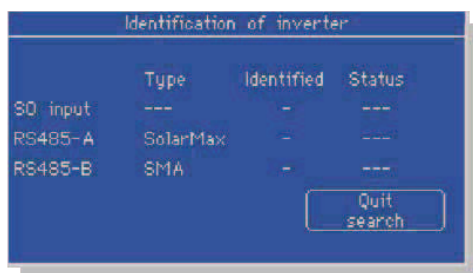 Identification of inverter
Type Identified Status
S0 input --- - ---
RS485-A SolarMax - ---
RS485-B SMA - ---
Quit
search